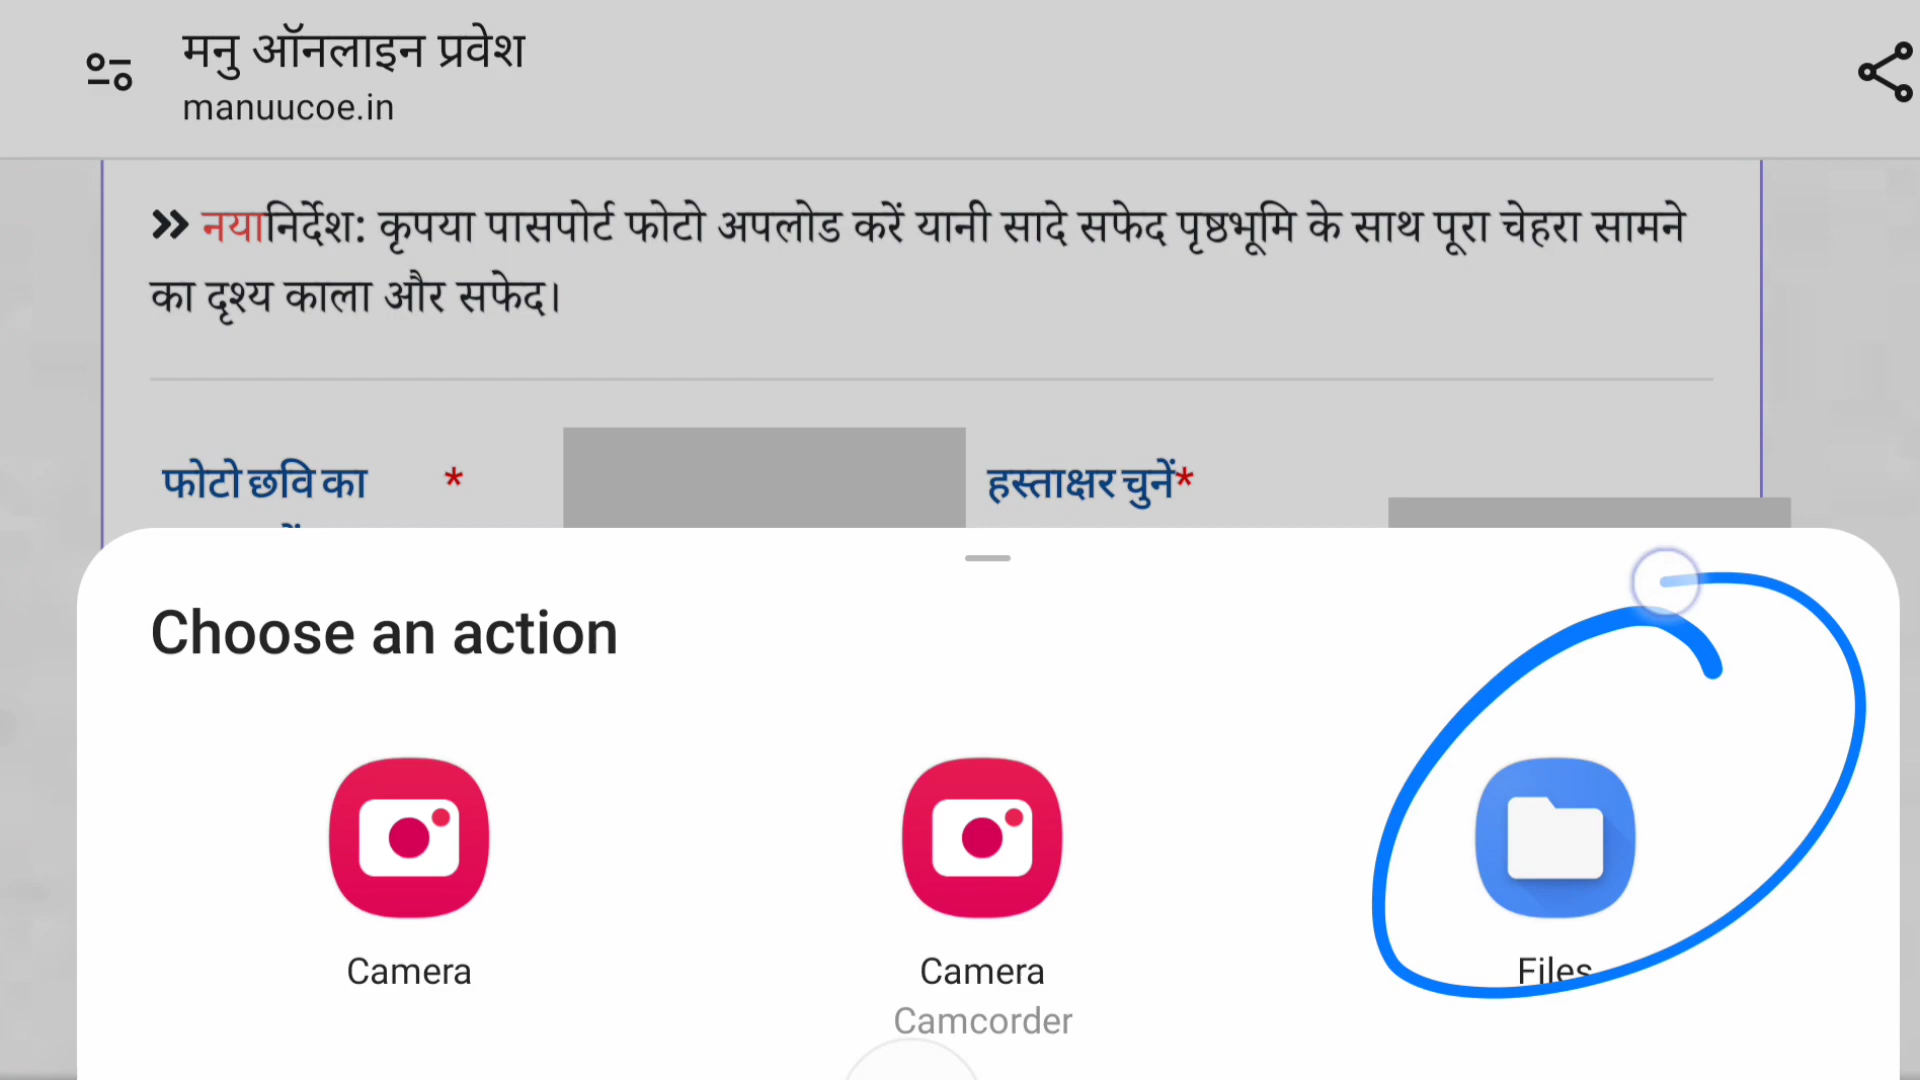 मनु ऑनलाइन प्रवेश
manuucoe.in
» नयानिर्देश: कृपया पासपोर्ट फोटो अपलोड करें यानी सादे सफेद पृष्ठभूमि के साथ पूरा चेहरा सामने
का दृश्य काला और सफेद।
फोटो छवि का * हस्ताक्षर चुनें*
Choose an action
Camera Camera Files
Camcorder